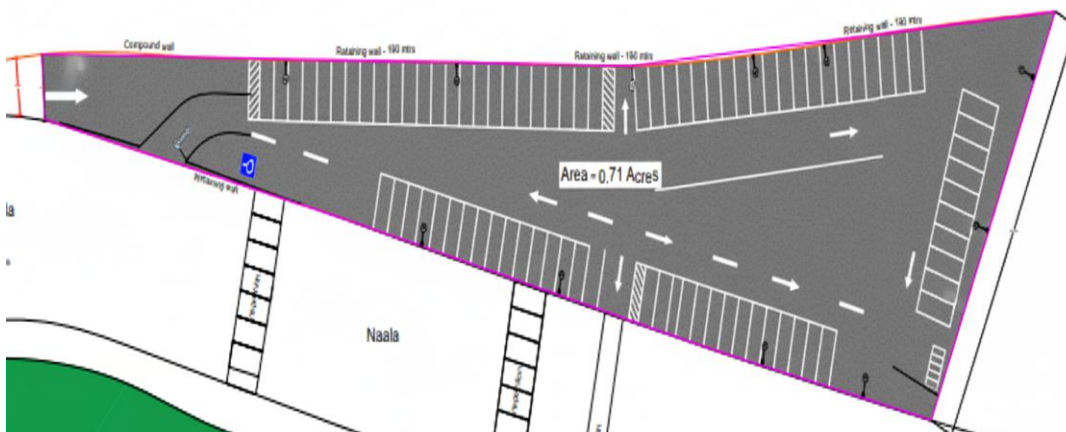 Compound wall
Retaining wall - 190 mtrs
Retaining wall - 190 mtrs
Retaining wall - 190 mtrs
Area = 0.71 Acres
Retaining wall
la
Naala